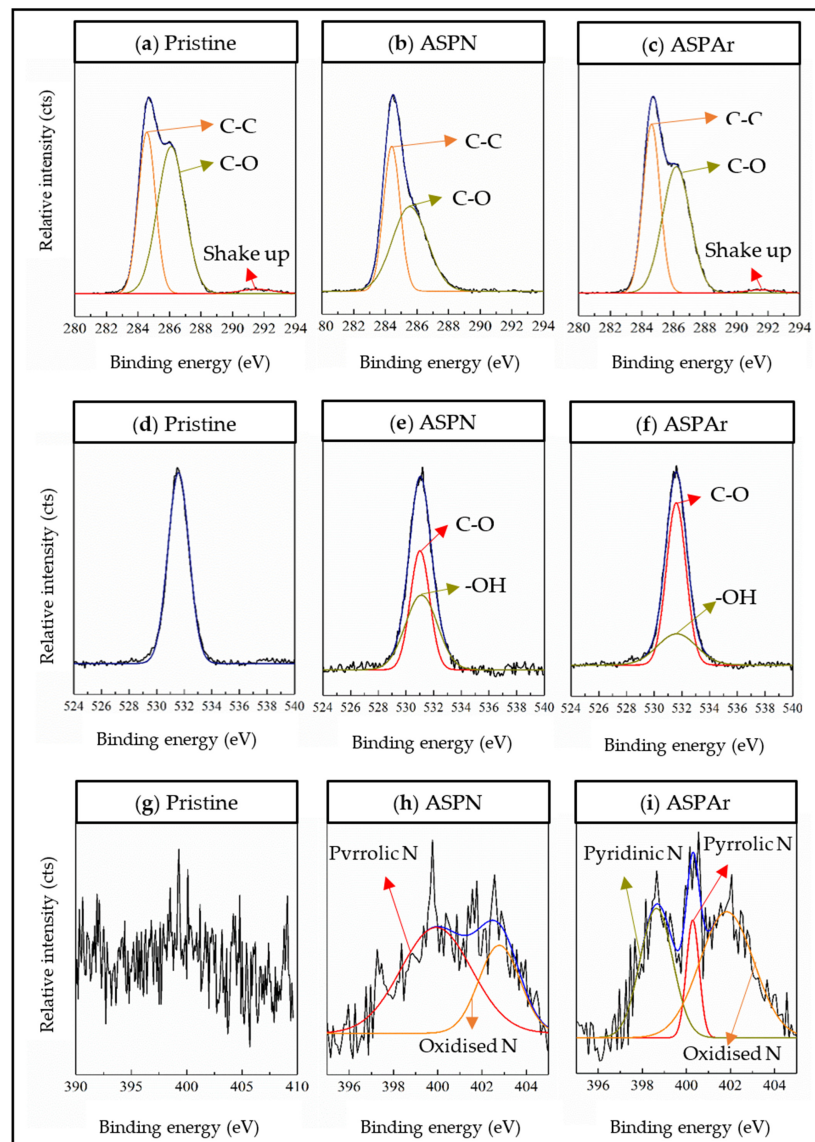 (a) Pristine
(b) ASPN
(c) ASPAr
Relative intensity (cts)
C-C
C-O
Shake up
280 282 284 286 288 290 292 294
Binding energy (eV)
C-C
C-O
80 282 284 286 288 290 292 294
Binding energy (eV)
C-C
C-O
Shake up
280 282 284 286 288 290 292 294
Binding energy (eV)
(d) Pristine
(e) ASPN
(f) ASPAr
Relative intensity (cts)
524 526 528 530 532 534 536 538 540
Binding energy (eV)
C-O
-OH
524 526 528 530 532 534 536 538 540
Binding energy (eV)
C-O
-OH
524 526 528 530 532 534 536 538 540
Binding energy (eV)
(g) Pristine
(h) ASPN
(i) ASPAr
Relative intensity (cts)
390 395 400 405 410
Binding energy (eV)
Pvrrolic N
Oxidised N
396 398 400 402 404
Binding energy (eV)
Pyridinic N
Pyrrolic N
Oxidised N
396 398 400 402 404
Binding energy (eV)